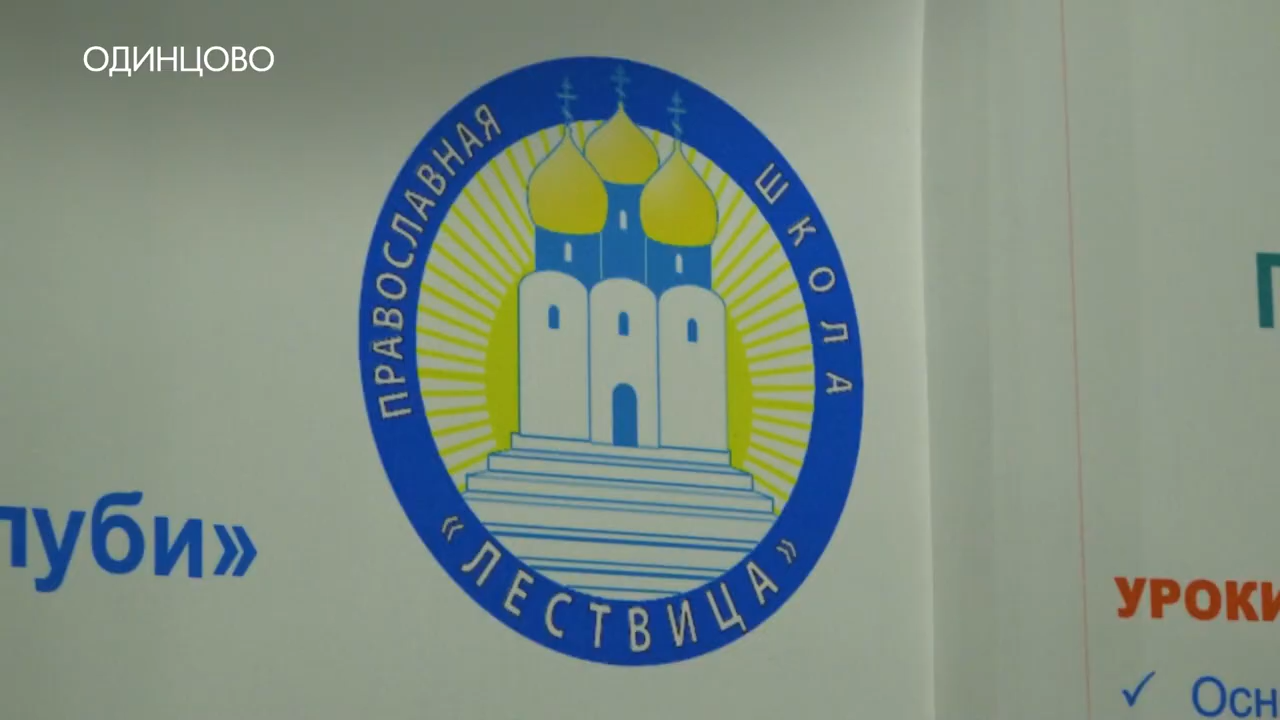 ОДИНЦОВО
ПРАВОСЛАВНАЯ ШКОЛА
«ЛЕСТВИЦА»
луби»
УРОКИ
✓ Осн